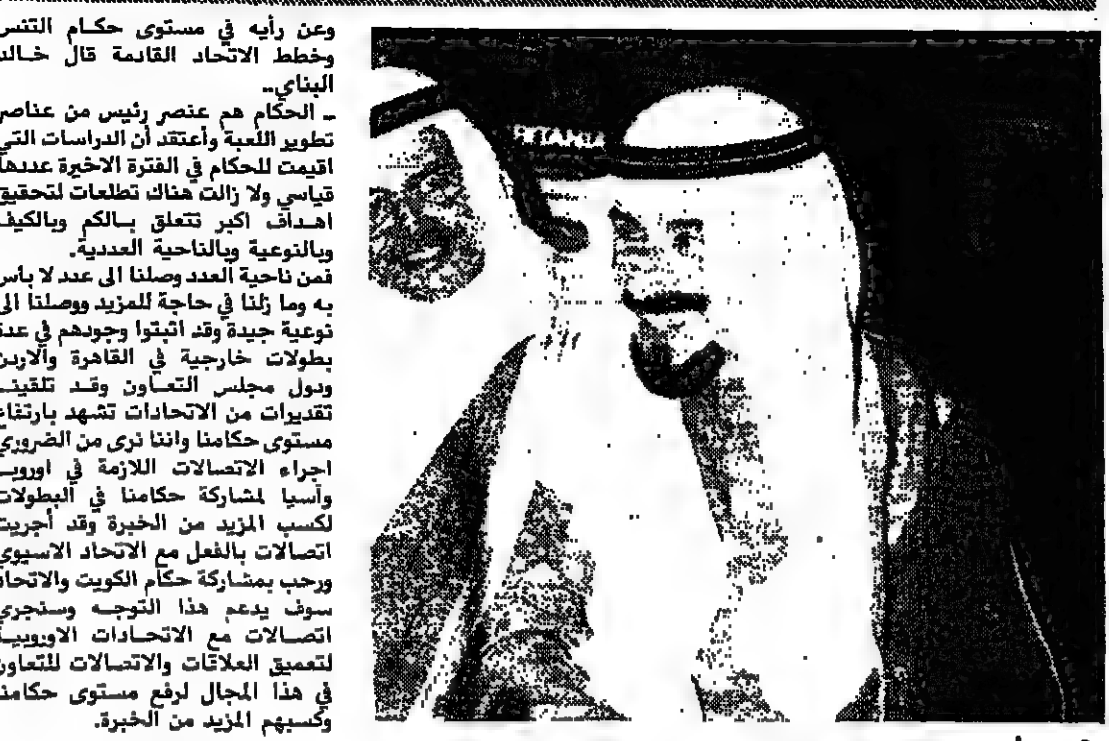 وعن رأيه في مستوى حكام التنس
وخطط الاتحاد القادمة قال خالد
البناي..
ـ الحكام هم عنصر رئيس من عناصر
تطوير اللعبة وأعتقد أن الدراسات التي
اقيمت للحكام في الفترة الاخيرة عددها
قياسي ولا زالت هناك تطلعات لتحقيق
اهداف اكبر تتعلق بالكم وبالكيف
وبالنوعية وبالناحية العددية.
فمن ناحية العدد وصلنا الى عدد لا بأس
به وما زلنا في حاجة للمزيد ووصلنا الى
نوعية جيدة وقد اثبتوا وجودهم في عدة
بطولات خارجية في القاهرة والاردن
ودول مجلس التعاون وقد تلقينـ
تقديرات من الاتحادات تشهد بارتفاع
مستوى حكامنا واننا نرى من الضروري
اجراء الاتصالات اللازمة في اوروبـ
وآسيا لمشاركة حكامنا في البطولات
لكسب المزيد من الخبرة وقد أجريت
اتصالات بالفعل مع الاتحاد الاسيوي
ورحب بمشاركة حكام الكويت والاتحاد
سوف يدعم هذا التوجه وسنجري
اتصالات مع الاتحادات الاوروبية
لتعميق العلاقات والاتصالات للتعاون
في هذا المجال لرفع مستوى حكامنـ
وكسبهم المزيد من الخبرة.